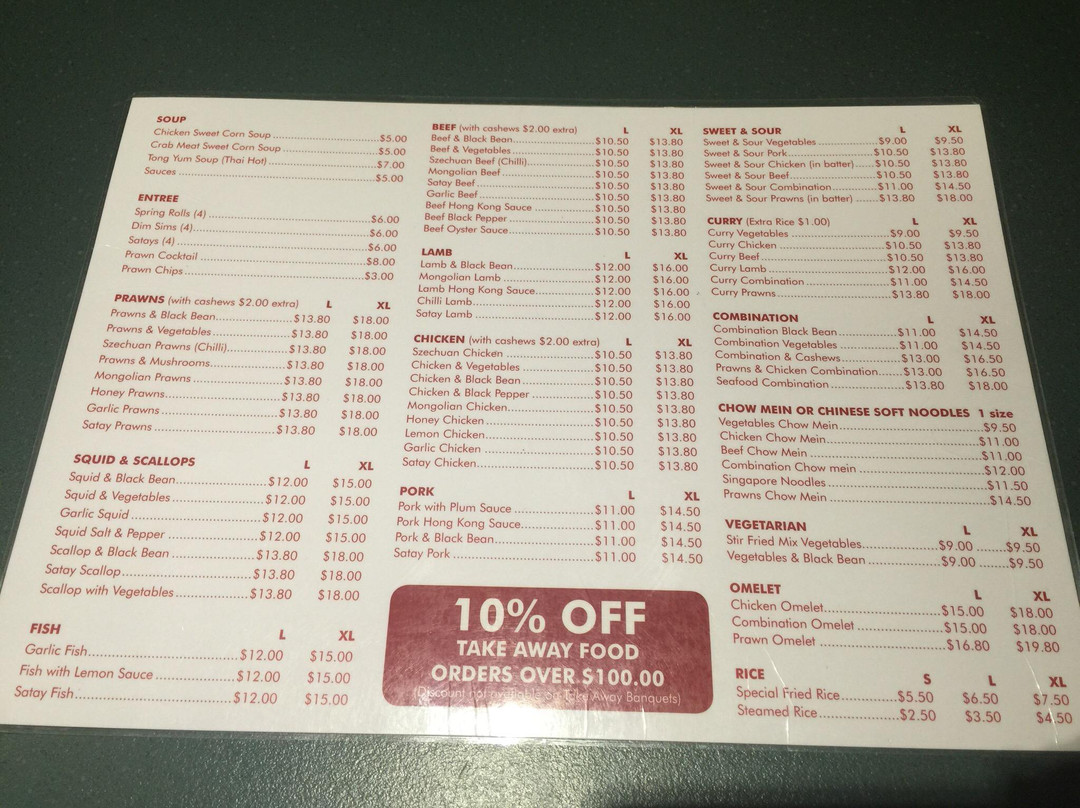 SOUP
Chicken Sweet Corn Soup $5.00
Crab Meat Sweet Corn Soup $5.00
Tong Yum Soup (Thai Hot) $7.00
Sauces $5.00
ENTREE
Spring Rolls (4) $6.00
Dim Sims (4) $6.00
Satays (4) $6.00
Prawn Cocktail $8.00
Prawn Chips $3.00
PRAWNS (with cashews $2.00 extra) L XL
Prawns & Black Bean $13.80 $18.00
Prawns & Vegetables $13.80 $18.00
Szechuan Prawns (Chilli) $13.80 $18.00
Prawns & Mushrooms $13.80 $18.00
Mongolian Prawns $13.80 $18.00
Honey Prawns $13.80 $18.00
Garlic Prawns $13.80 $18.00
Satay Prawns $13.80 $18.00
SQUID & SCALLOPS L XL
Squid & Black Bean $12.00 $15.00
Squid & Vegetables $12.00 $15.00
Garlic Squid $12.00 $15.00
Squid Salt & Pepper $12.00 $15.00
Scallop & Black Bean $13.80 $18.00
Satay Scallop $13.80 $18.00
Scallop with Vegetables $13.80 $18.00
FISH L XL
Garlic Fish $12.00 $15.00
Fish with Lemon Sauce $12.00 $15.00
Satay Fish $12.00 $15.00
BEEF (with cashews $2.00 extra) L XL
Beef & Black Bean $10.50 $13.80
Beef & Vegetables $10.50 $13.80
Szechuan Beef (Chilli) $10.50 $13.80
Mongolian Beef $10.50 $13.80
Satay Beef $10.50 $13.80
Garlic Beef $10.50 $13.80
Beef Hong Kong Sauce $10.50 $13.80
Beef Black Pepper $10.50 $13.80
Beef Oyster Sauce $10.50 $13.80
LAMB L XL
Lamb & Black Bean $12.00 $16.00
Mongolian Lamb $12.00 $16.00
Lamb Hong Kong Sauce $12.00 $16.00
Chilli Lamb $12.00 $16.00
Satay Lamb $12.00 $16.00
CHICKEN (with cashews $2.00 extra) L XL
Szechuan Chicken $10.50 $13.80
Chicken & Vegetables $10.50 $13.80
Chicken & Black Bean $10.50 $13.80
Chicken & Black Pepper $10.50 $13.80
Mongolian Chicken $10.50 $13.80
Honey Chicken $10.50 $13.80
Lemon Chicken $10.50 $13.80
Garlic Chicken $10.50 $13.80
Satay Chicken $10.50 $13.80
PORK L XL
Pork with Plum Sauce $11.00 $14.50
Pork Hong Kong Sauce $11.00 $14.50
Pork & Black Bean $11.00 $14.50
Satay Pork $11.00 $14.50
10% OFF
TAKE AWAY FOOD
ORDERS OVER $100.00
(Discount not available Take Away Banquets)
SWEET & SOUR L XL
Sweet & Sour Vegetables $9.00 $9.50
Sweet & Sour Pork $10.50 $13.80
Sweet & Sour Chicken (in batter) $10.50 $13.80
Sweet & Sour Beef $10.50 $13.80
Sweet & Sour Combination $11.00 $14.50
Sweet & Sour Prawns (in batter) $13.80 $18.00
CURRY (Extra Rice $1.00) L XL
Curry Vegetables $9.00 $9.50
Curry Chicken $10.50 $13.80
Curry Beef $10.50 $13.80
Curry Lamb $12.00 $16.00
Curry Combination $11.00 $14.50
Curry Prawns $13.80 $18.00
COMBINATION L XL
Combination Black Bean $11.00 $14.50
Combination Vegetables $11.00 $14.50
Combination & Cashews $13.00 $16.50
Prawns & Chicken Combination $13.00 $16.50
Seafood Combination $13.80 $18.00
CHOW MEIN OR CHINESE SOFT NOODLES 1 size
Vegetables Chow Mein $9.50
Chicken Chow Mein $11.00
Beef Chow Mein $11.00
Combination Chow mein $12.00
Singapore Noodles $11.50
Prawns Chow Mein $14.50
VEGETARIAN L XL
Stir Fried Mix Vegetables $9.00 $9.50
Vegetables & Black Bean $9.00 $9.50
OMELET L XL
Chicken Omelet $15.00 $18.00
Combination Omelet $15.00 $18.00
Prawn Omelet $16.80 $19.80
RICE S L XL
Special Fried Rice $5.50 $6.50 $7.50
Steamed Rice $2.50 $3.50 $4.50